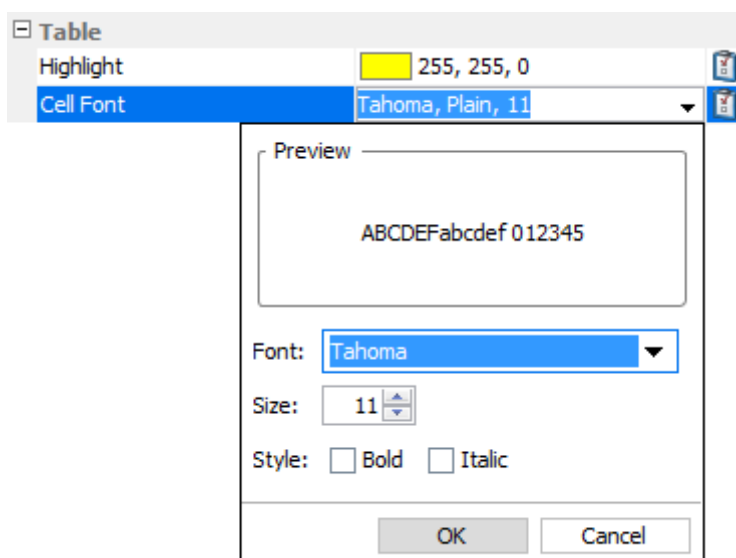 Table
Highlight 255, 255, 0
Cell Font Tahoma, Plain, 11
Preview
ABCDEFabcdef 012345
Font: Tahoma
Size: 11
Style: Bold Italic
OK Cancel